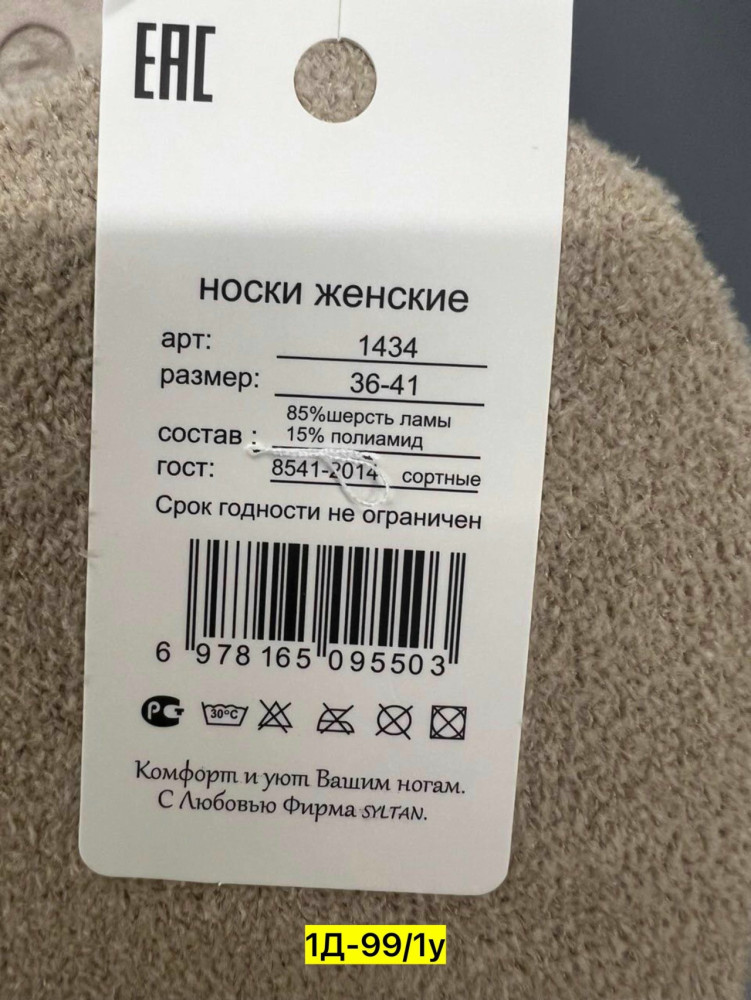 EAC
носки женские
арт: 1434
размер: 36-41
85%шерсть ламы
состав : 15% полиамид
гост: 8541-2014 сортные
Срок годности не ограничен
6 978165 095503
РСТ 30°C
Комфорт и уют Вашим ногам.
С Любовью Фирма SYLTAN.
1Д-99/1у